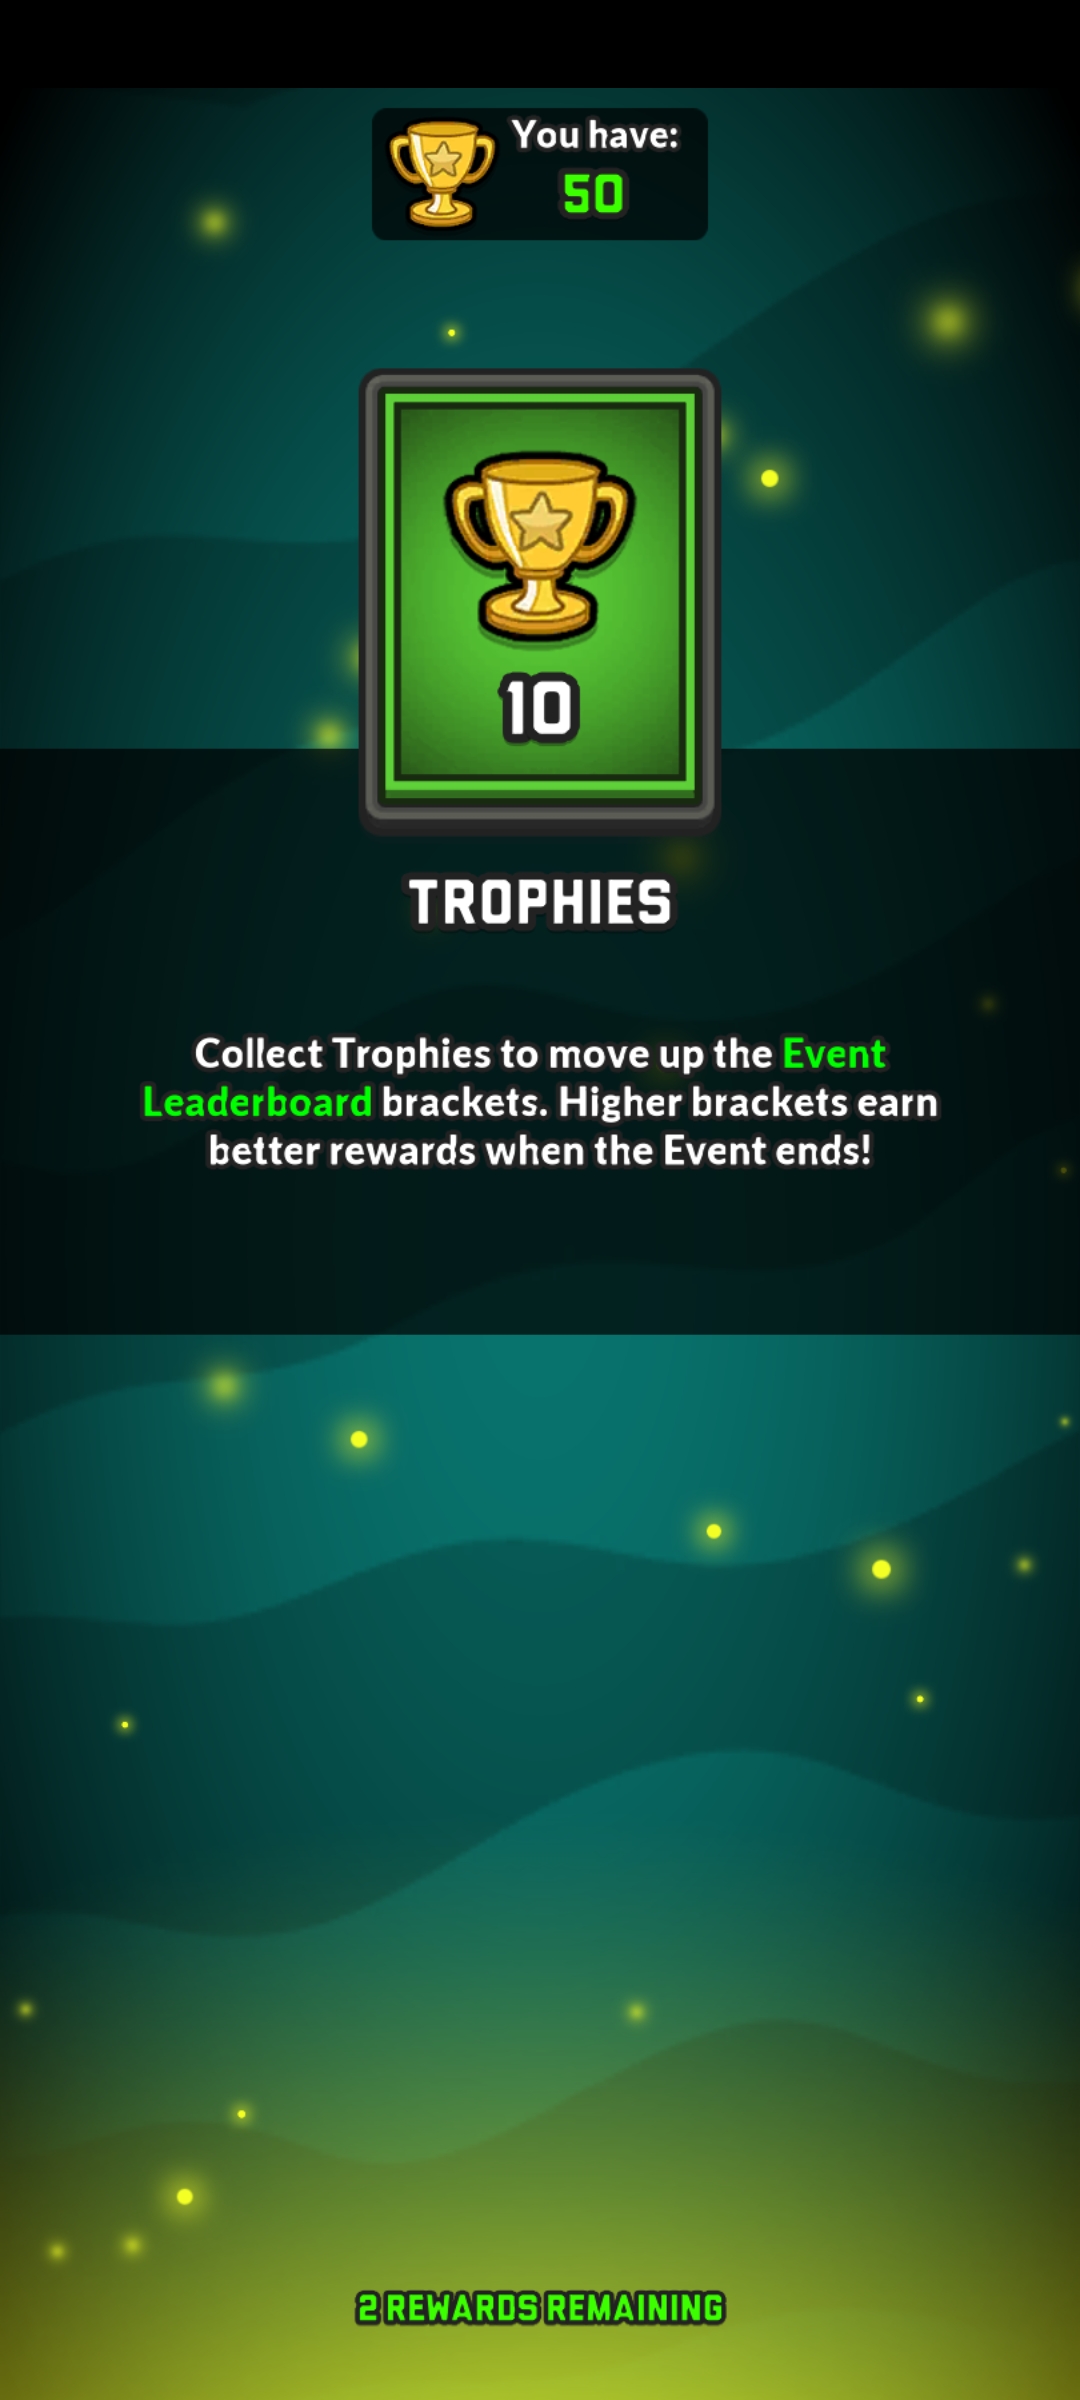 You have:
50
10
TROPHIES
Collect Trophies to move up the Event
Leaderboard brackets. Higher brackets earn
better rewards when the Event ends!
2 REWARDS REMAINING